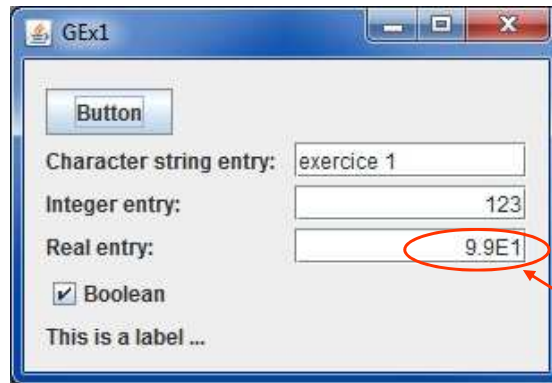 GEx1
Button
Character string entry: exercice 1
Integer entry: 123
Real entry: 9.9E1
Boolean
This is a label ...